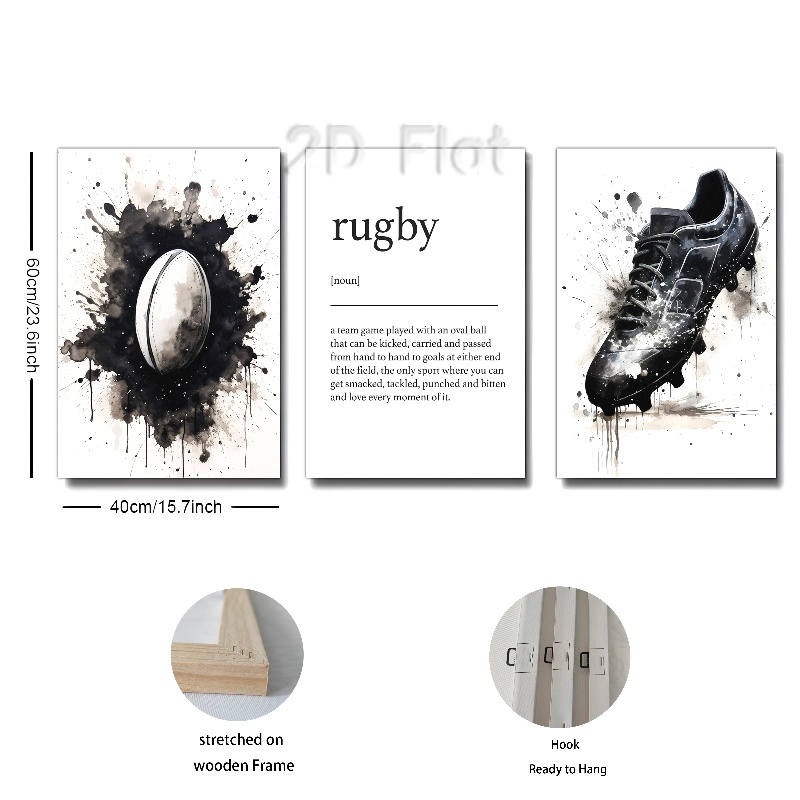 2D Flat
60cm/23.6inch
rugby
[noun]
a team game played with an oval ball
that can be kicked, carried and passed
from hand to hand to goals at either end
of the field, the only sport where you can
get smacked, tackled, punched and bitten
and love every moment of it.
40cm/15.7inch
stretched on
wooden Frame
Hook
Ready to Hang